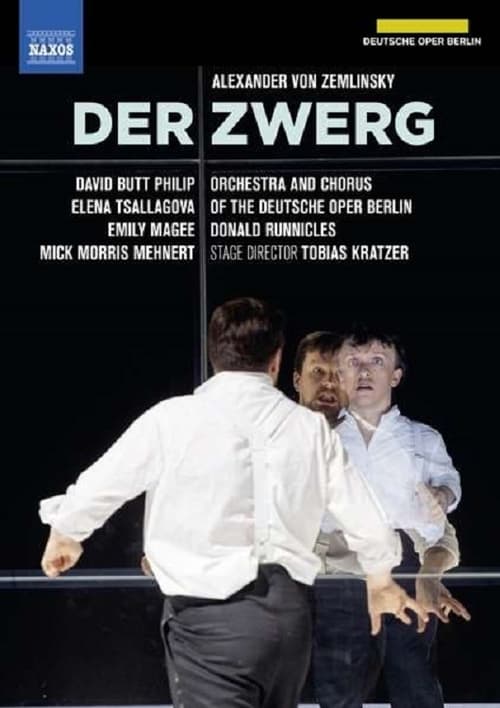 NAXOS
DEUTSCHE OPER BERLIN
ALEXANDER VON ZEMLINSKY
DER ZWERG
DAVID BUTT PHILIP
ELENA TSALLAGOVA
EMILY MAGEE
MICK MORRIS MEHNERT
ORCHESTRA AND CHORUS
OF THE DEUTSCHE OPER BERLIN
DONALD RUNNICLES
STAGE DIRECTOR TOBIAS KRATZER